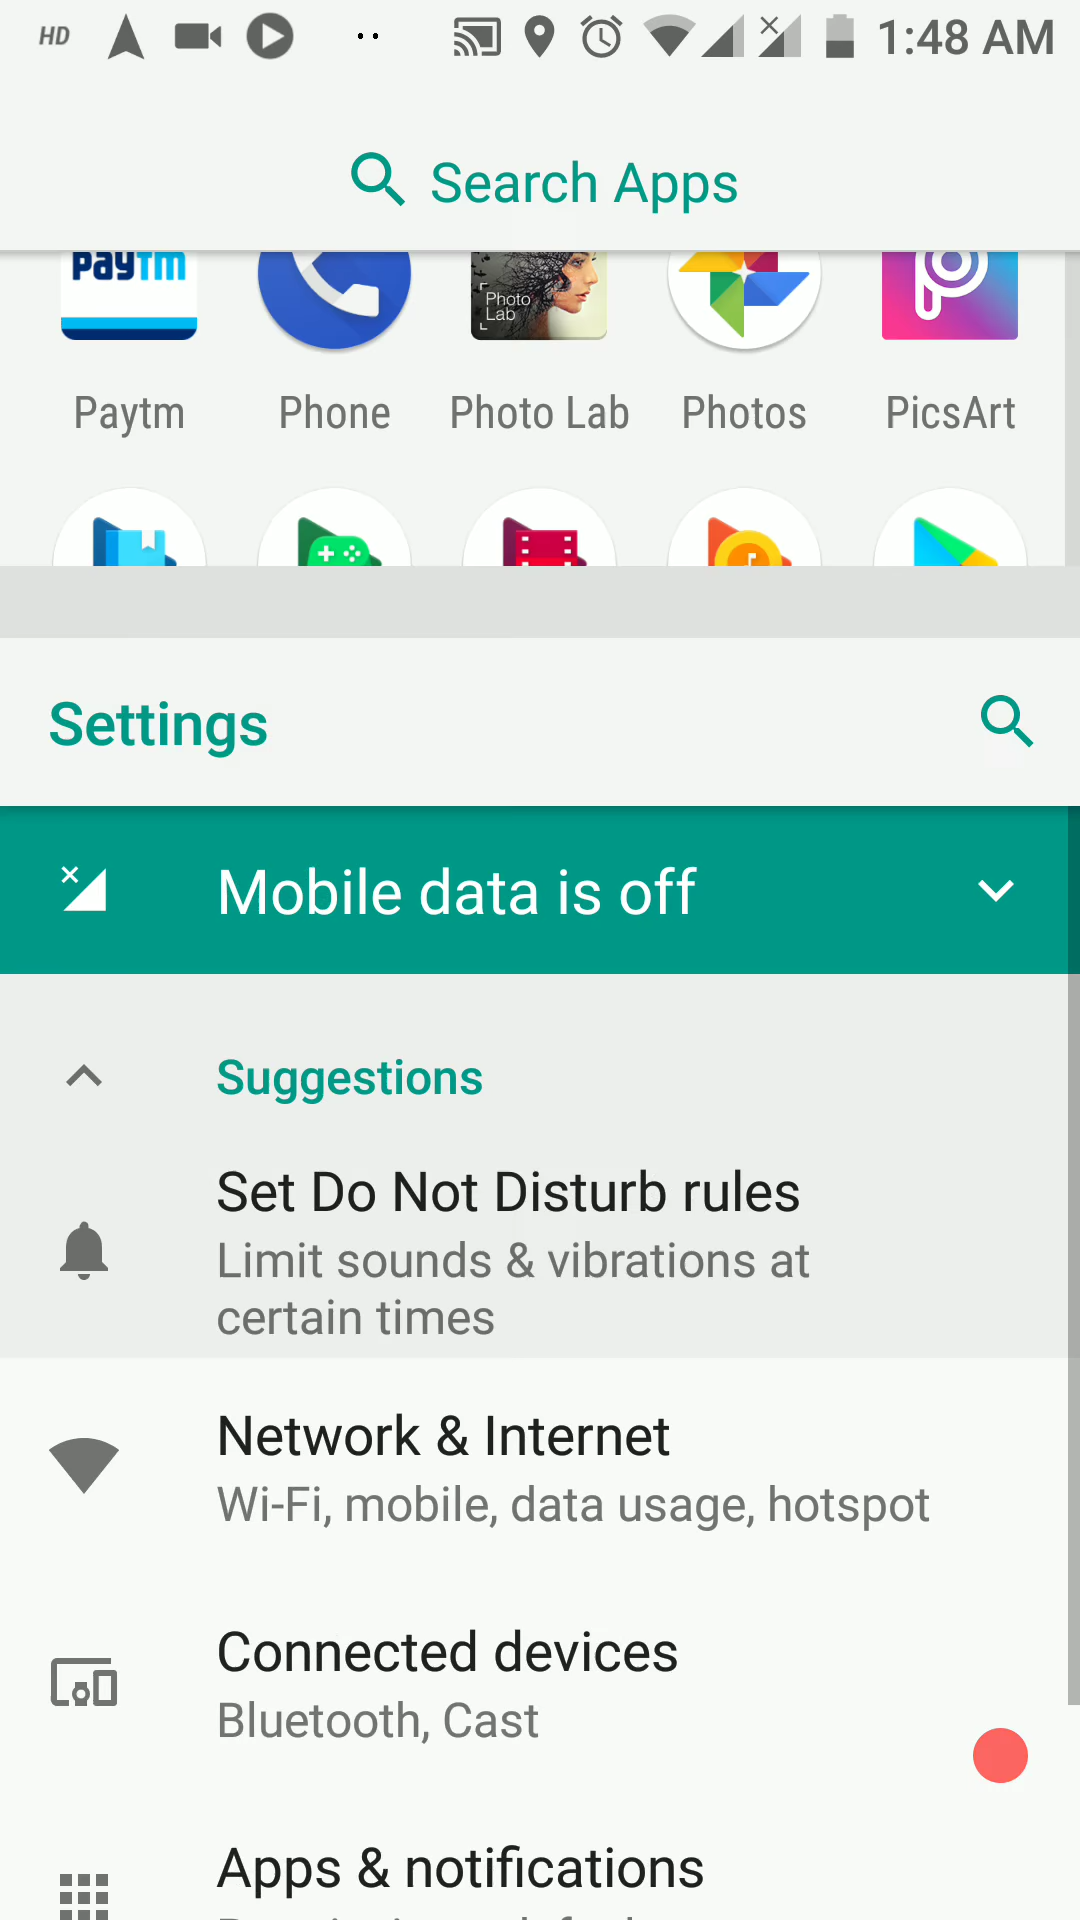 HD
1:48 AM
Search Apps
Paytm
Photo
Lab
Paytm Phone Photo Lab Photos PicsArt
Settings
Mobile data is off
Suggestions
Set Do Not Disturb rules
Limit sounds & vibrations at
certain times
Network & Internet
Wi-Fi, mobile, data usage, hotspot
Connected devices
Bluetooth, Cast
Apps & notifications